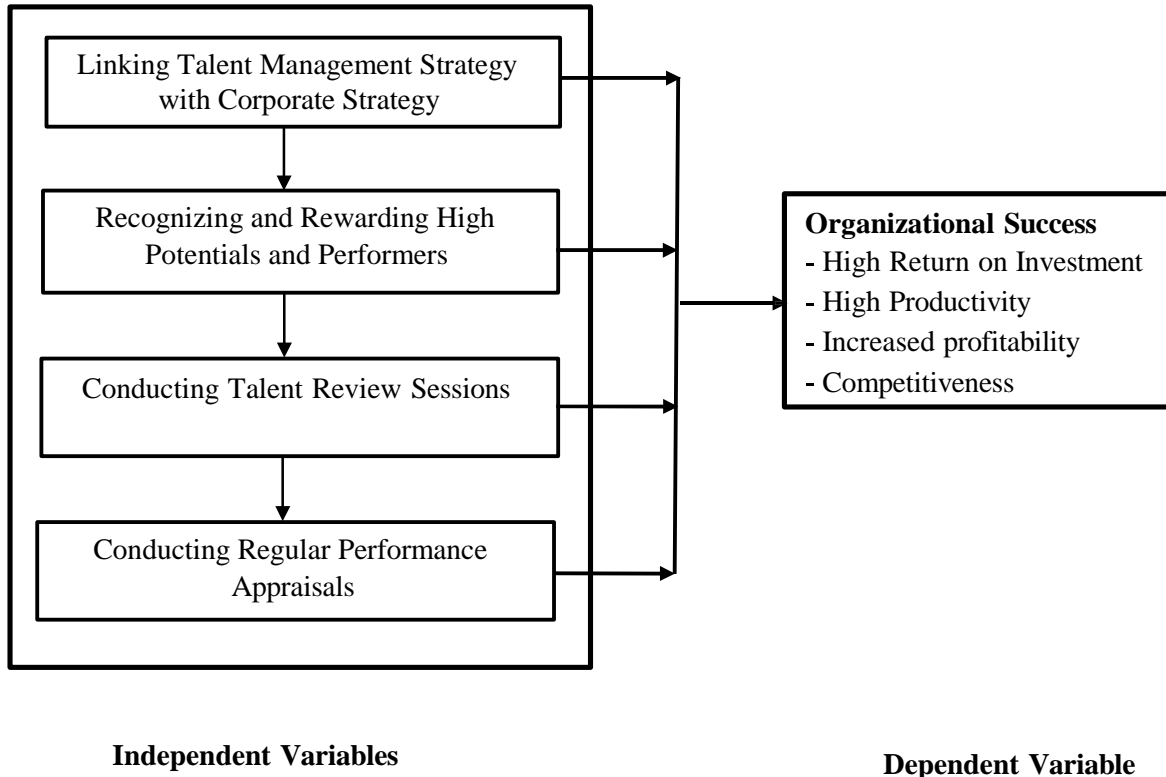 Linking Talent Management Strategy
with Corporate Strategy
Recognizing and Rewarding High
Potentials and Performers
Conducting Talent Review Sessions
Conducting Regular Performance
Appraisals
Organizational Success
- High Return on Investment
- High Productivity
- Increased profitability
- Competitiveness
Independent Variables
Dependent Variable